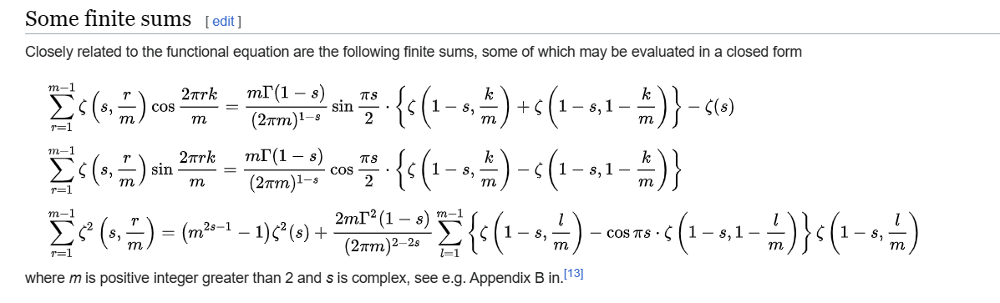 Some finite sums [ edit ]
Closely related to the functional equation are the following finite sums, some of which may be evaluated in a closed form
\sum_{r=1}^{m-1} \zeta\left(s, \frac{r}{m}\right) \cos \frac{2\pi rk}{m} = \frac{m\Gamma(1-s)}{(2\pi m)^{1-s}} \sin \frac{\pi s}{2} \cdot \left\{ \zeta\left(1-s, \frac{k}{m}\right) + \zeta\left(1-s, 1-\frac{k}{m}\right) \right\} - \zeta(s)
\sum_{r=1}^{m-1} \zeta\left(s, \frac{r}{m}\right) \sin \frac{2\pi rk}{m} = \frac{m\Gamma(1-s)}{(2\pi m)^{1-s}} \cos \frac{\pi s}{2} \cdot \left\{ \zeta\left(1-s, \frac{k}{m}\right) - \zeta\left(1-s, 1-\frac{k}{m}\right) \right\}
\sum_{r=1}^{m-1} \zeta^2\left(s, \frac{r}{m}\right) = (m^{2s-1} - 1)\zeta^2(s) + \frac{2m\Gamma^2(1-s)}{(2\pi m)^{2-2s}} \sum_{l=1}^{m-1} \left\{ \zeta\left(1-s, \frac{l}{m}\right) - \cos \pi s \cdot \zeta\left(1-s, 1-\frac{l}{m}\right) \right\} \zeta\left(1-s, \frac{l}{m}\right)
where m is positive integer greater than 2 and s is complex, see e.g. Appendix B in.[13]